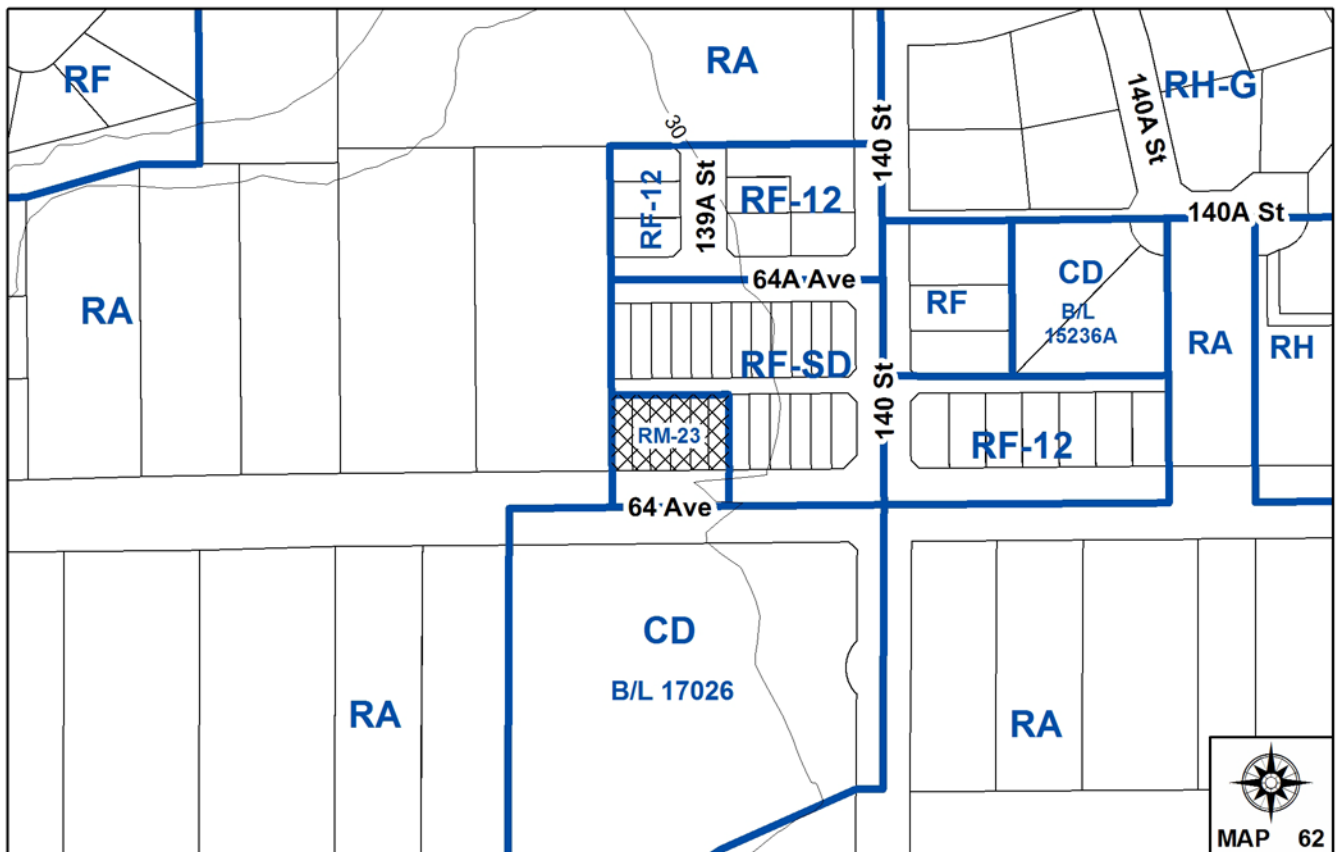 RF
RA
RH-G
140A St
140 St
30
RF-12
139A St
RF-12
140A St
64A Ave
RA
RF
CD
B/L
15236A
RA
RH
RF-SD
140 St
RM-23
RF-12
64 Ave
CD
B/L 17026
RA
RA
MAP 62